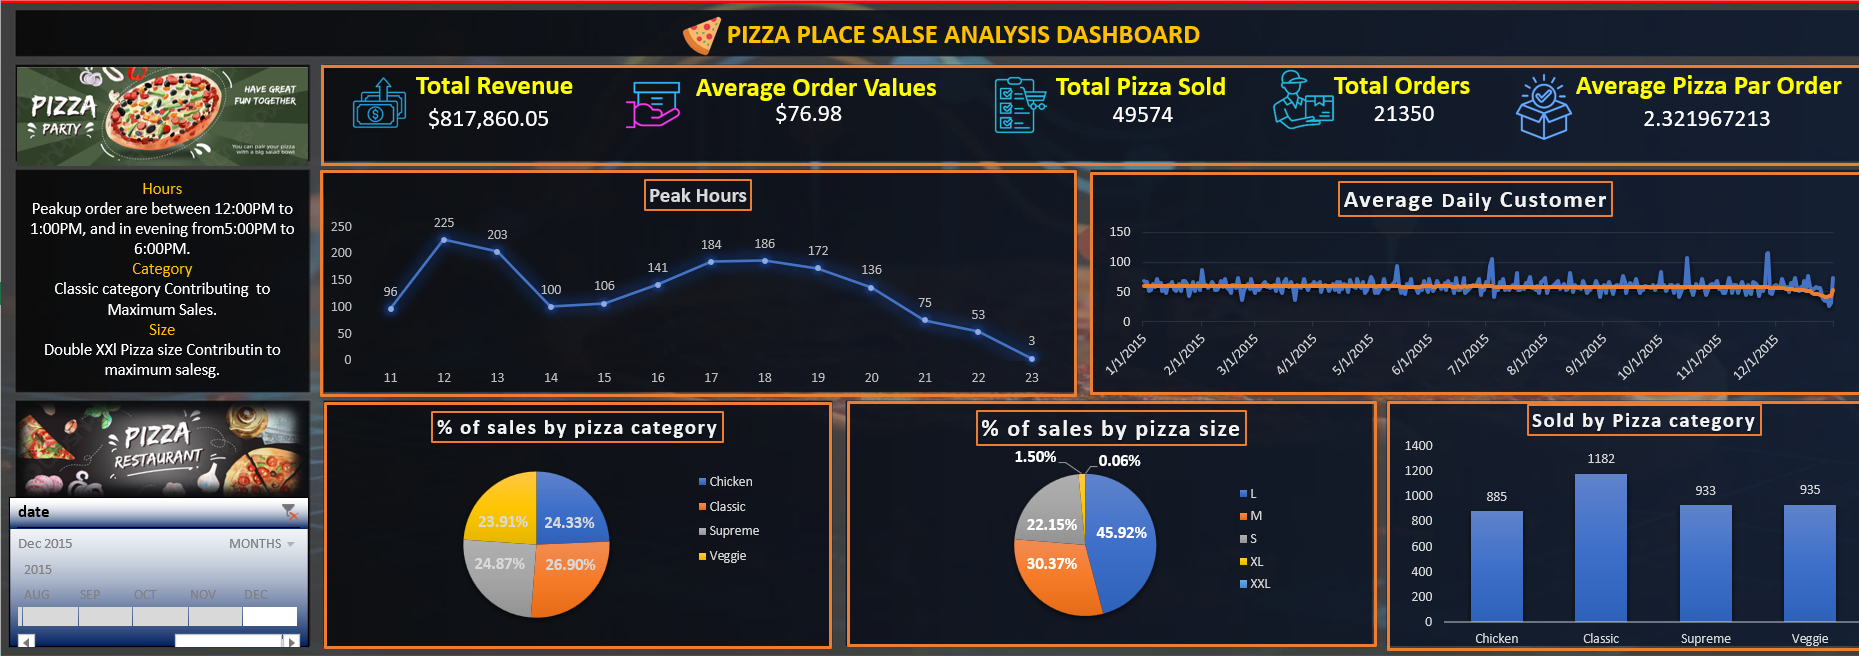 PIZZA PLACE SALSE ANALYSIS DASHBOARD
PIZZA
PARTY
HAVE GREAT
FUN TOGETHER
You can pair your pizza
with a big salad bowl
Total Revenue
$817,860.05
Average Order Values
$76.98
Total Pizza Sold
49574
Total Orders
21350
Average Pizza Par Order
2.321967213
Hours
Peakup order are between 12:00PM to
1:00PM, and in evening from5:00PM to
6:00PM.
Category
Classic category Contributing to
Maximum Sales.
Size
Double XXl Pizza size Contributin to
maximum salesg.
Peak Hours
250
200
150
100
50
0
96
225
203
100
106
141
184
186
172
136
75
53
3
11 12 13 14 15 16 17 18 19 20 21 22 23
Average Daily Customer
150
100
50
0
1/1/2015
2/1/2015
3/1/2015
4/1/2015
5/1/2015
6/1/2015
7/1/2015
8/1/2015
9/1/2015
10/1/2015
11/1/2015
12/1/2015
PIZZA
RESTAURANT
date
Dec 2015 MONTHS
2015
AUG SEP OCT NOV DEC
% of sales by pizza category
23.91% 24.33%
24.87% 26.90%
Chicken
Classic
Supreme
Veggie
% of sales by pizza size
1.50% 0.06%
22.15% 45.92%
30.37%
L
M
S
XL
XXL
Sold by Pizza category
1400
1200
1000
800
600
400
200
0
885
1182
933
935
Chicken Classic Supreme Veggie